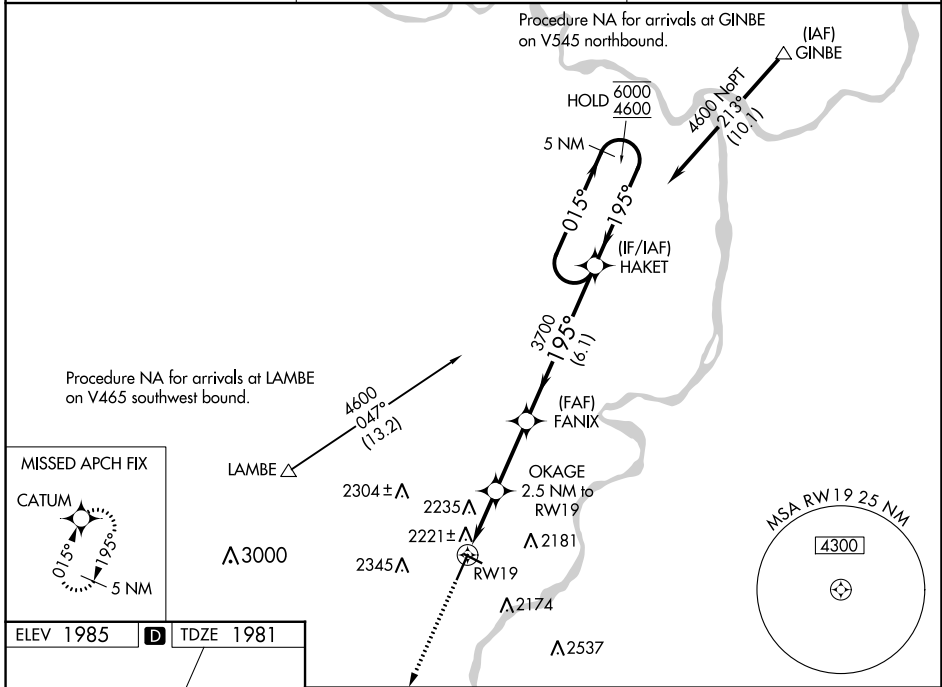 Procedure NA for arrivals at GINBE
on V545 northbound.
(IAF)
GINBE
4600 NoPT
213°
(10.1)
HOLD 6000
4600
5 NM
015°
195°
(IF/IAF)
HAKET
3700
195°
(6.1)
Procedure NA for arrivals at LAMBE
on V465 southwest bound.
4600
047°
(13.2)
(FAF)
FANIX
MISSED APCH FIX
CATUM
015°
195°
5 NM
LAMBE
OKAGE
2.5 NM to
RW19
2304±
2235
2221±
2181
3000
2345
RW19
2174
2537
MSA RW19 25 NM
4300
ELEV 1985 D TDZE 1981